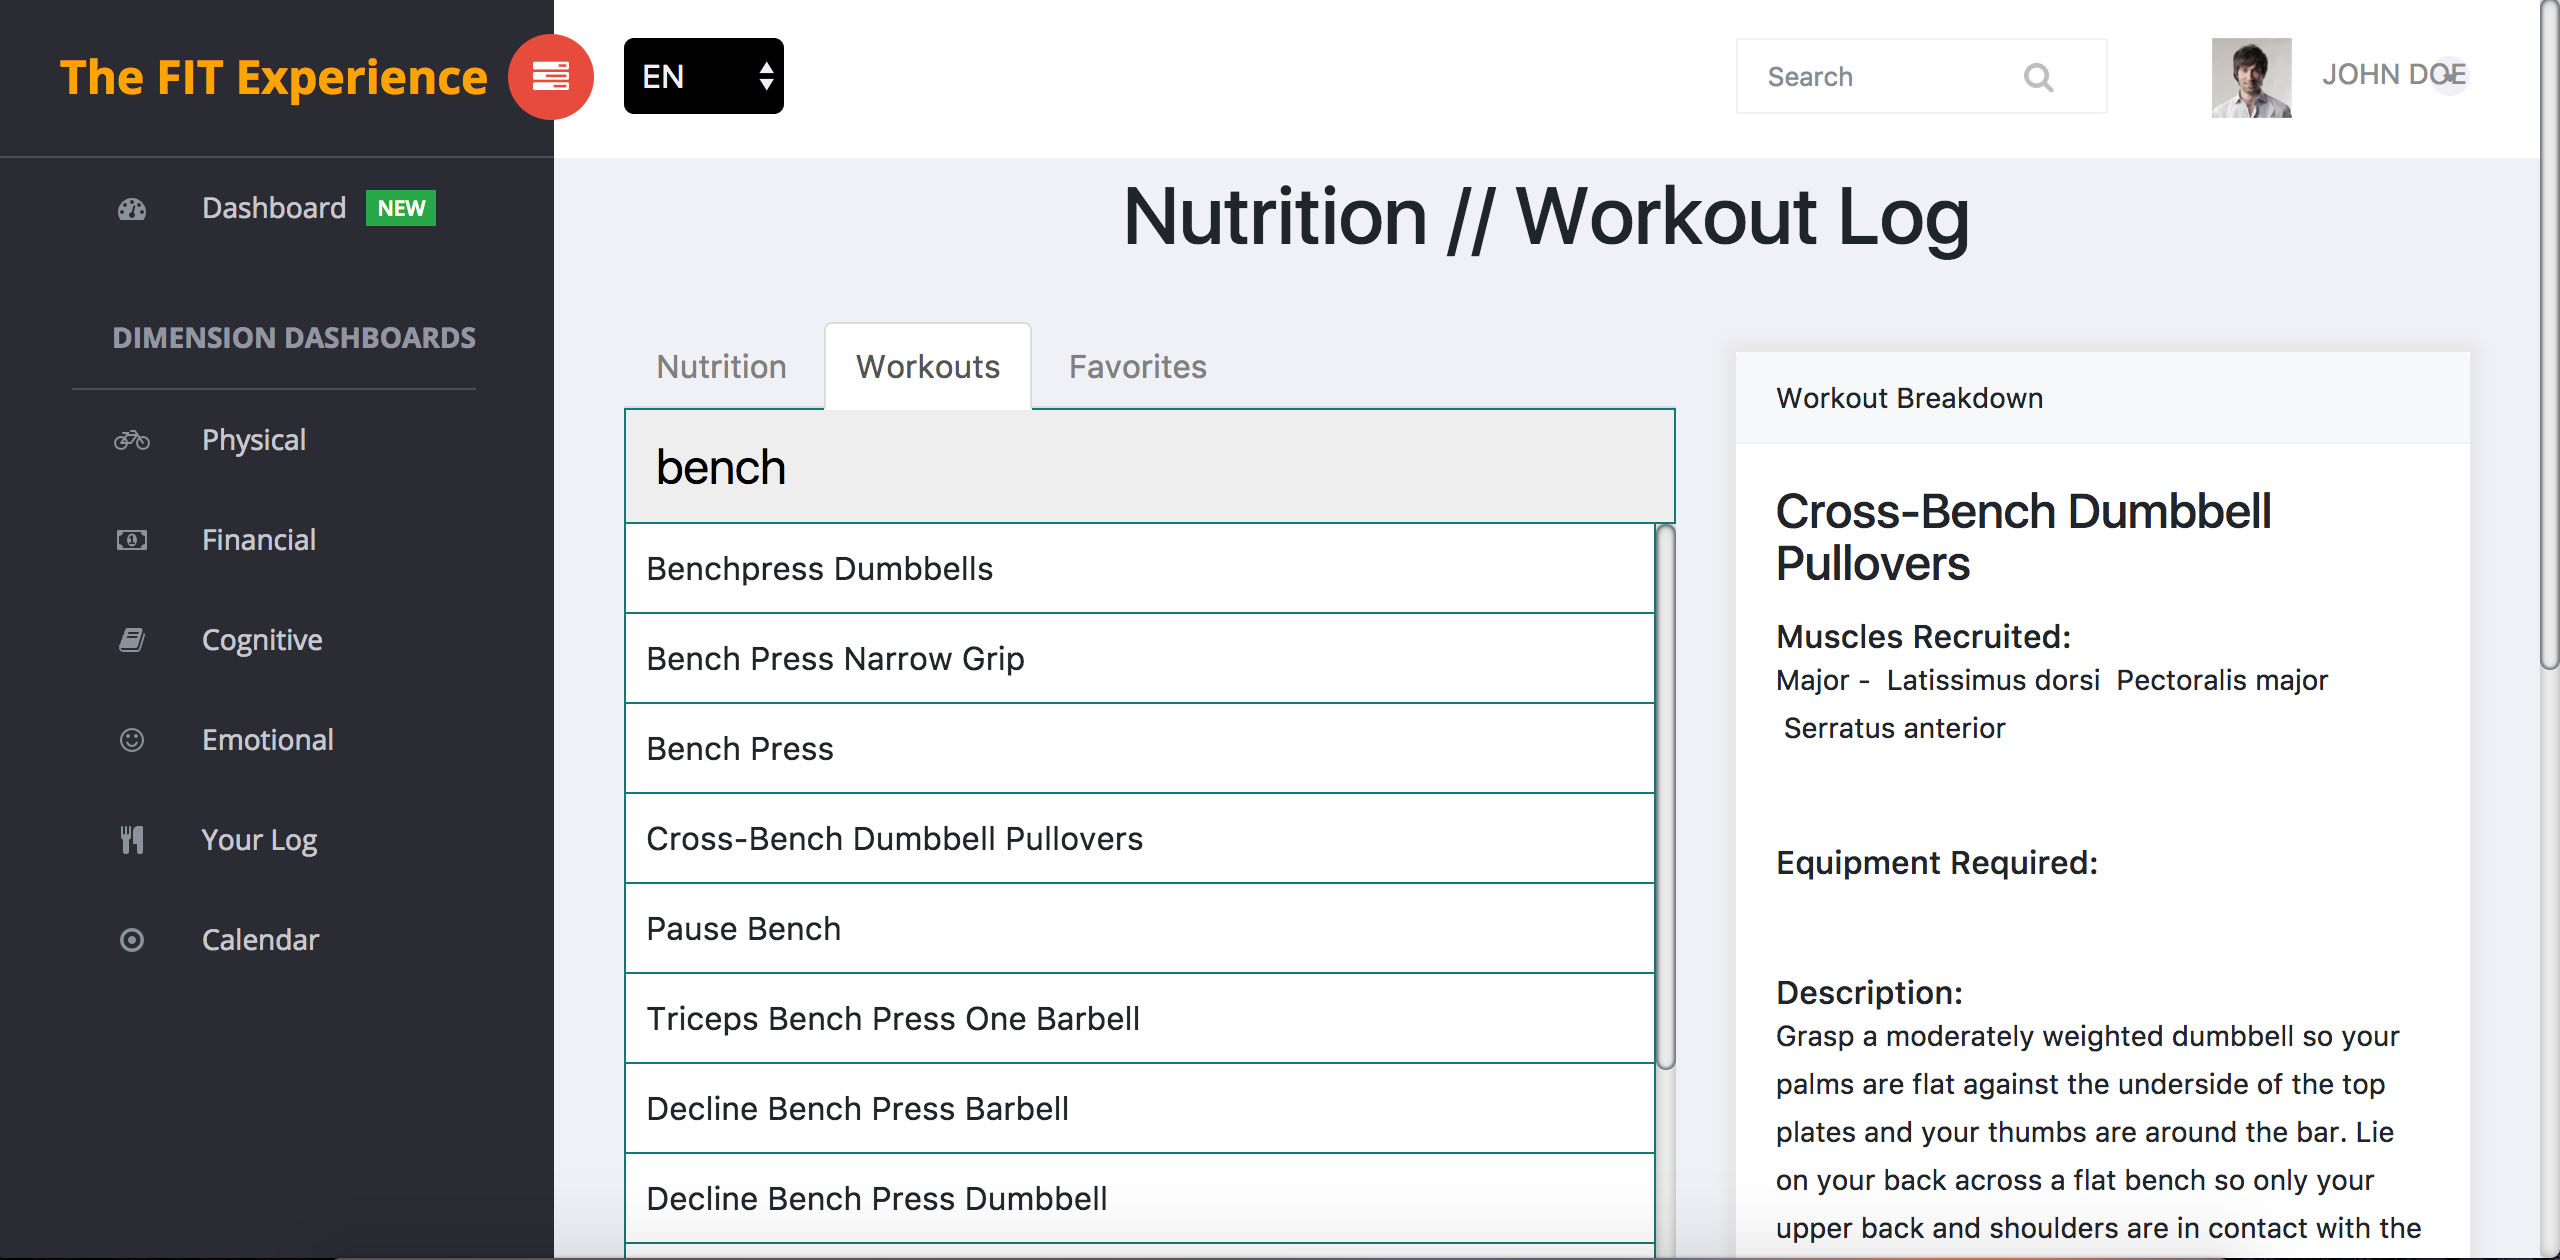 The FIT Experience
EN
Search
JOHN DOE
Dashboard NEW
DIMENSION DASHBOARDS
Physical
Financial
Cognitive
Emotional
Your Log
Calendar
Nutrition // Workout Log
Nutrition Workouts Favorites
bench
Benchpress Dumbbells
Bench Press Narrow Grip
Bench Press
Cross-Bench Dumbbell Pullovers
Pause Bench
Triceps Bench Press One Barbell
Decline Bench Press Barbell
Decline Bench Press Dumbbell
Workout Breakdown
Cross-Bench Dumbbell
Pullovers
Muscles Recruited:
Major - Latissimus dorsi Pectoralis major
Serratus anterior
Equipment Required:
Description:
Grasp a moderately weighted dumbbell so your
palms are flat against the underside of the top
plates and your thumbs are around the bar. Lie
on your back across a flat bench so only your
upper back and shoulders are in contact with the